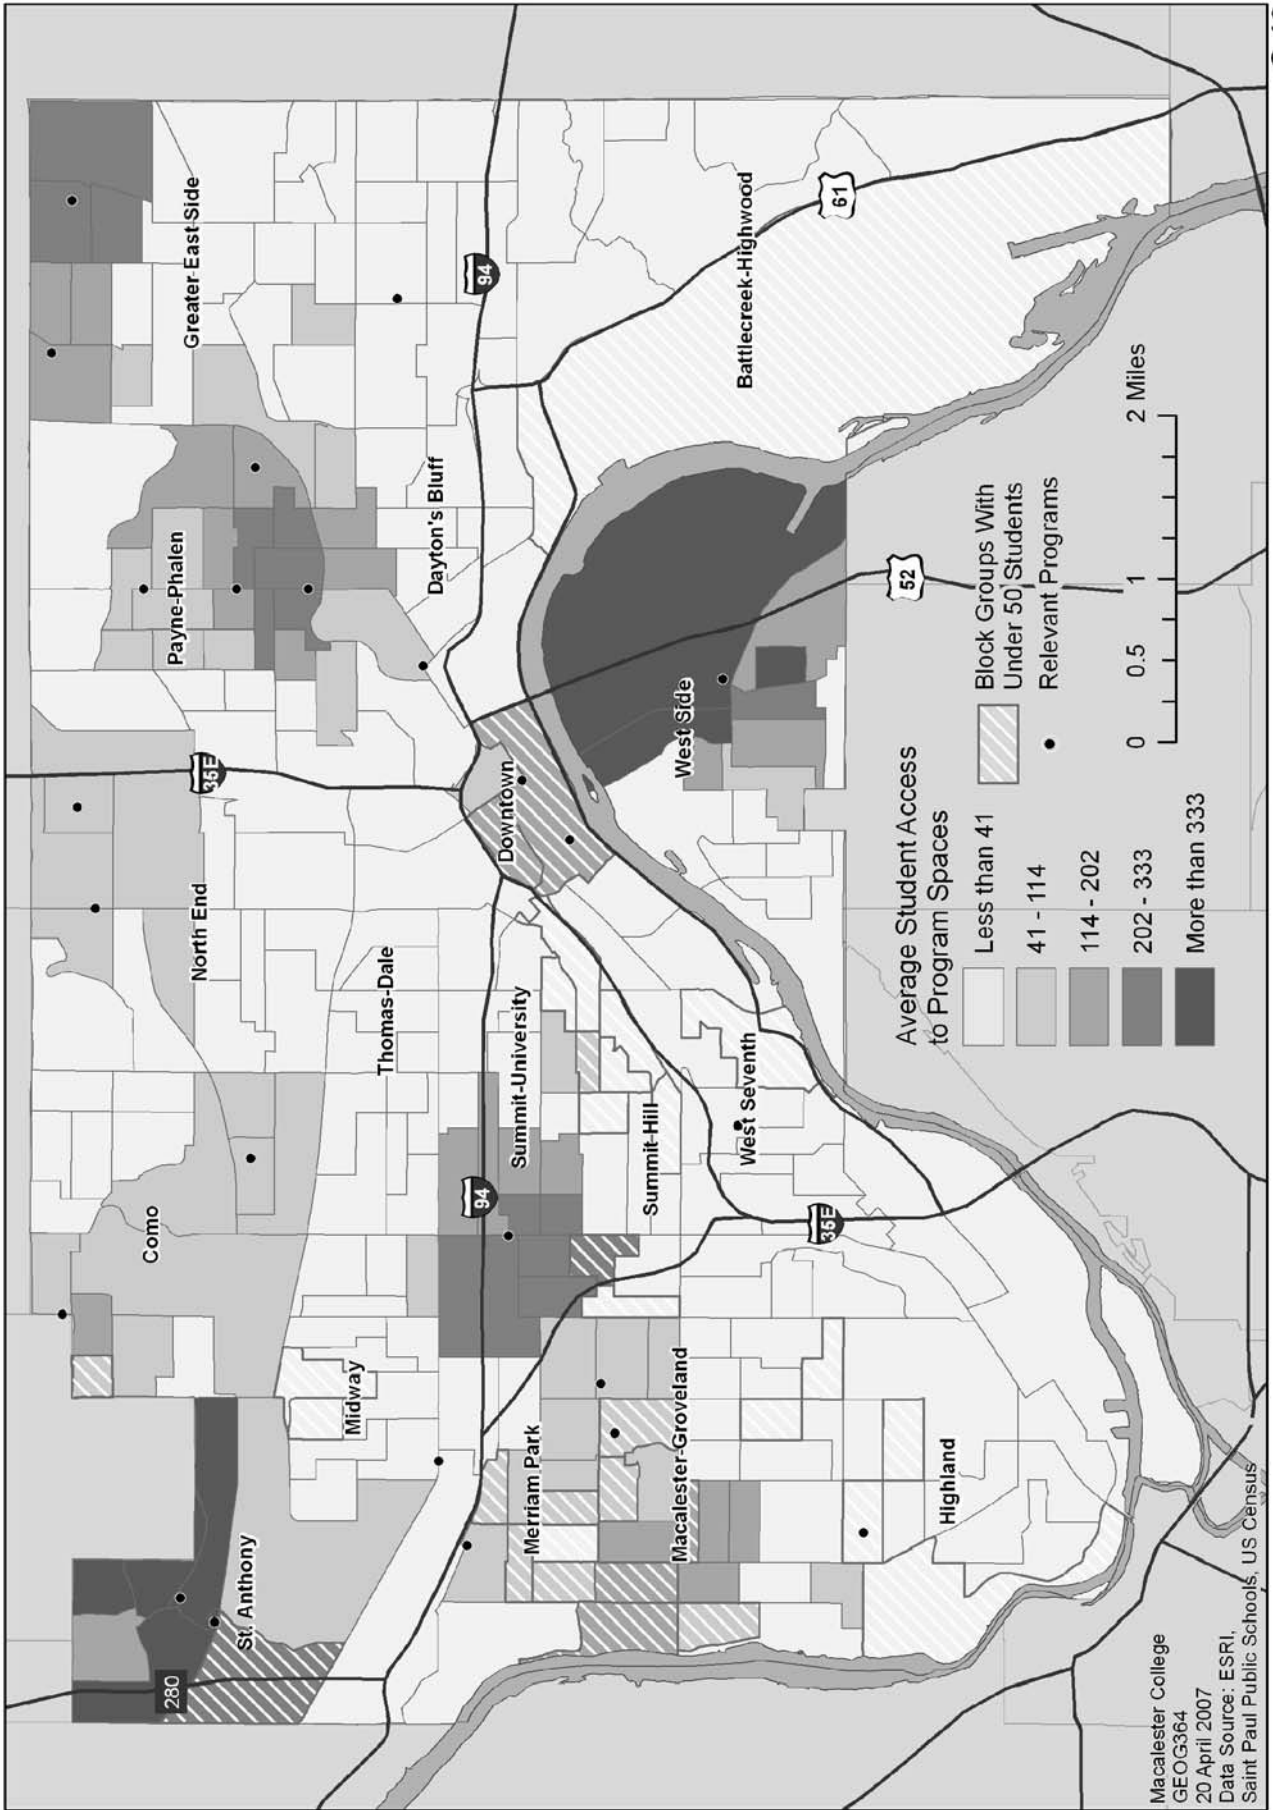 St. Anthony
Como
North End
Payne-Phalen
Greater East Side
Midway
Thomas-Dale
Dayton's Bluff
Merriam Park
Summit-University
Downtown
Macalester-Groveland
Summit-Hill
West Side
Battlecreek-Highwood
West Seventh
Highland
280
94
35E
94
35E
52
61
Average Student Access
to Program Spaces
Less than 41
41 - 114
114 - 202
202 - 333
More than 333
Block Groups With
Under 50 Students
Relevant Programs
0 0.5 1 2 Miles
Macalester College
GEOG364
20 April 2007
Data Source: ESRI,
Saint Paul Public Schools, US Census